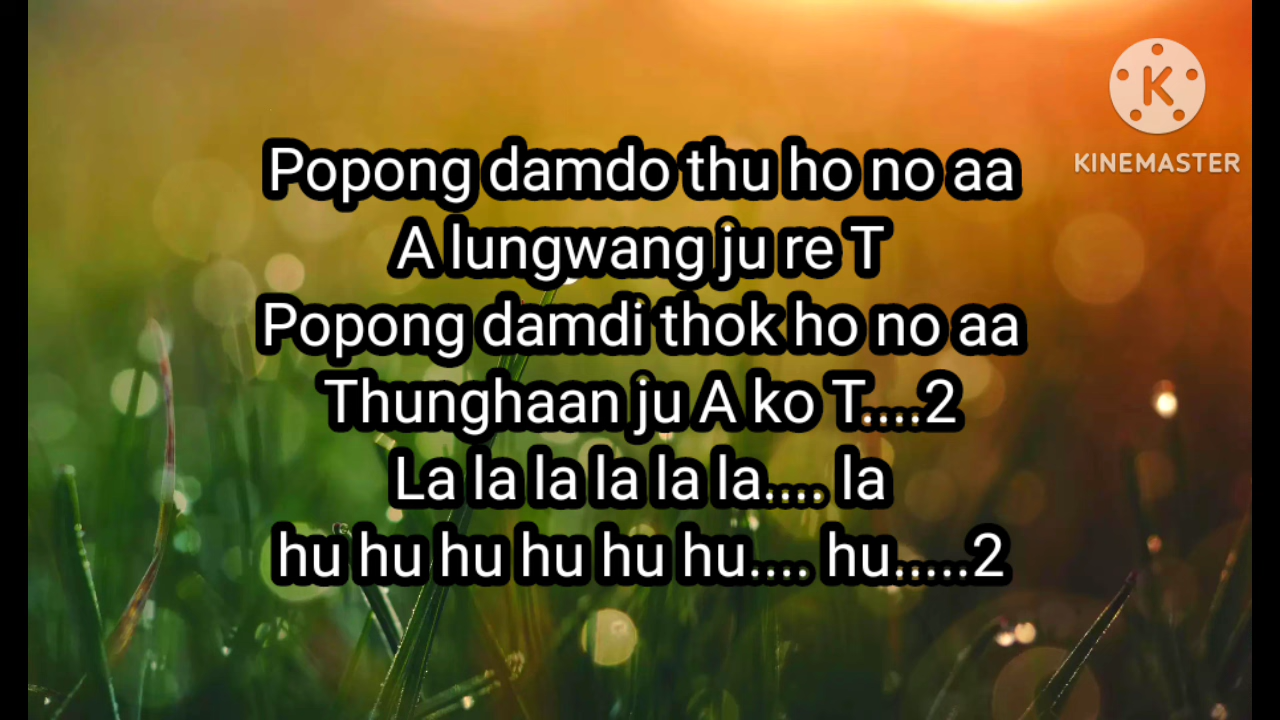 Popong damdo thu ho no aa
A lungwang ju re T
Popong damdi thok ho no aa
Thunghaan ju A ko T....2
La la la la la la.... la
hu hu hu hu hu hu.... hu.....2
K
KINEMASTER